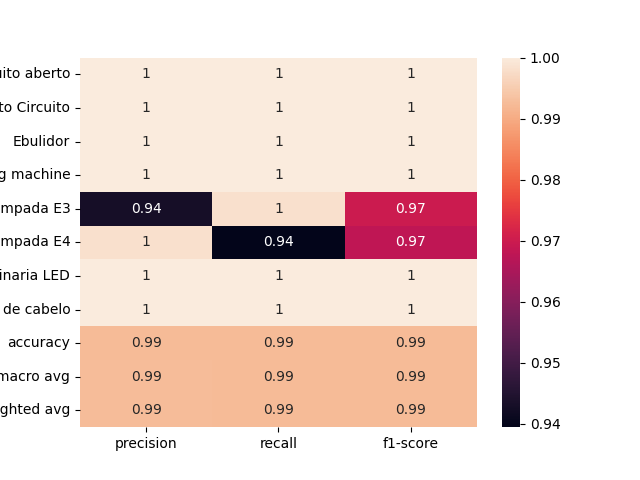 uito aberto 1 1 1
to Circuito 1 1 1
Ebulidor 1 1 1
g machine 1 1 1
mpada E3 0.94 1 0.97
mpada E4 1 0.94 0.97
inaria LED 1 1 1
de cabelo 1 1 1
accuracy 0.99 0.99 0.99
macro avg 0.99 0.99 0.99
ghted avg 0.99 0.99 0.99
precision recall f1-score
1.00
0.99
0.98
0.97
0.96
0.95
0.94